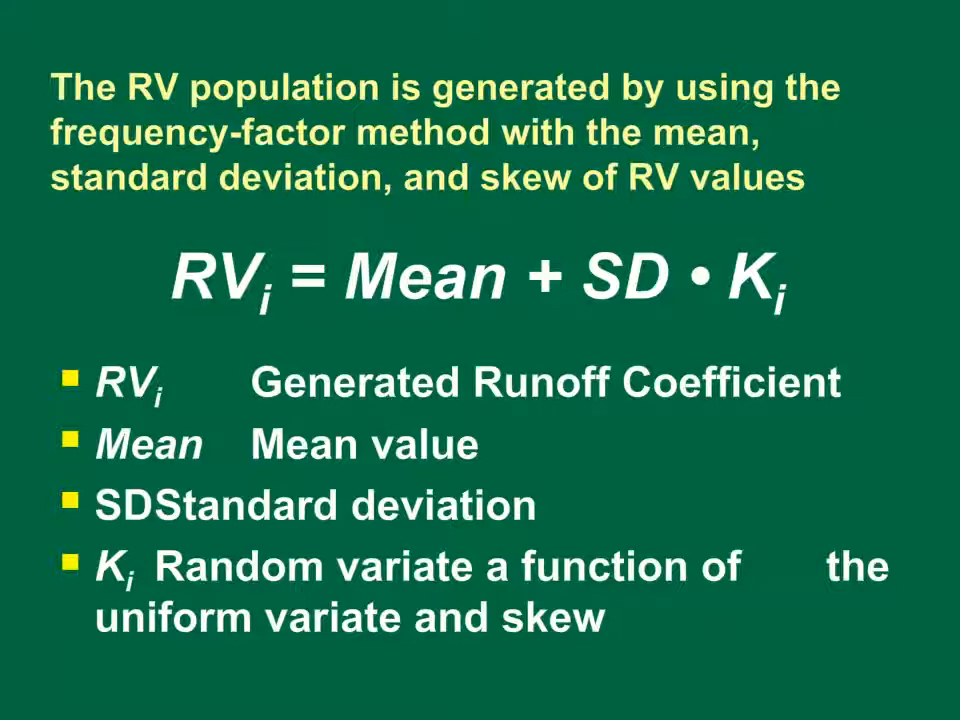 The RV population is generated by using the
frequency-factor method with the mean,
standard deviation, and skew of RV values
RVi = Mean + SD • Ki
RVi Generated Runoff Coefficient
Mean Mean value
SDStandard deviation
Ki Random variate a function of the
uniform variate and skew